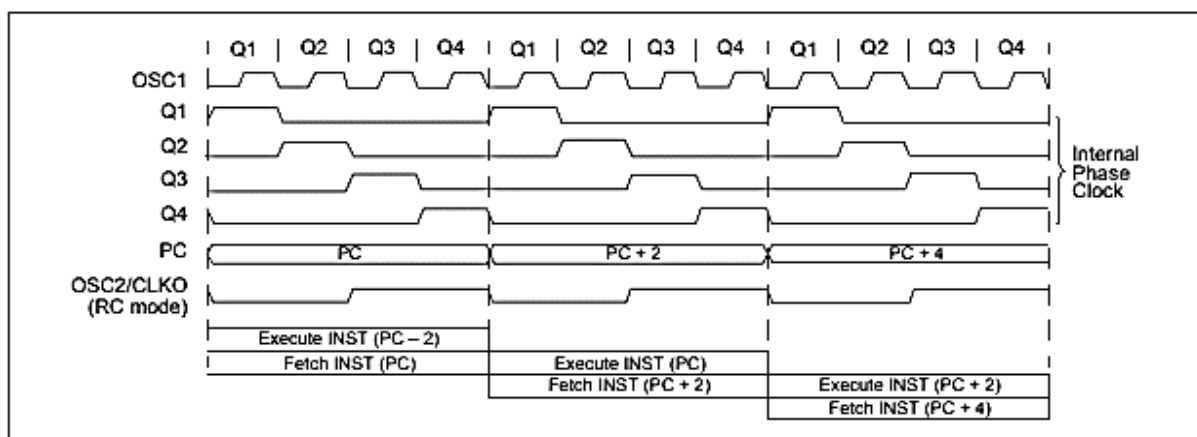 Q1 Q2 Q3 Q4 Q1 Q2 Q3 Q4 Q1 Q2 Q3 Q4
OSC1
Q1
Q2
Q3
Q4
Internal
Phase
Clock
PC PC PC + 2 PC + 4
OSC2/CLKO
(RC mode)
Execute INST (PC – 2)
Fetch INST (PC) Execute INST (PC)
Fetch INST (PC + 2) Execute INST (PC + 2)
Fetch INST (PC + 4)